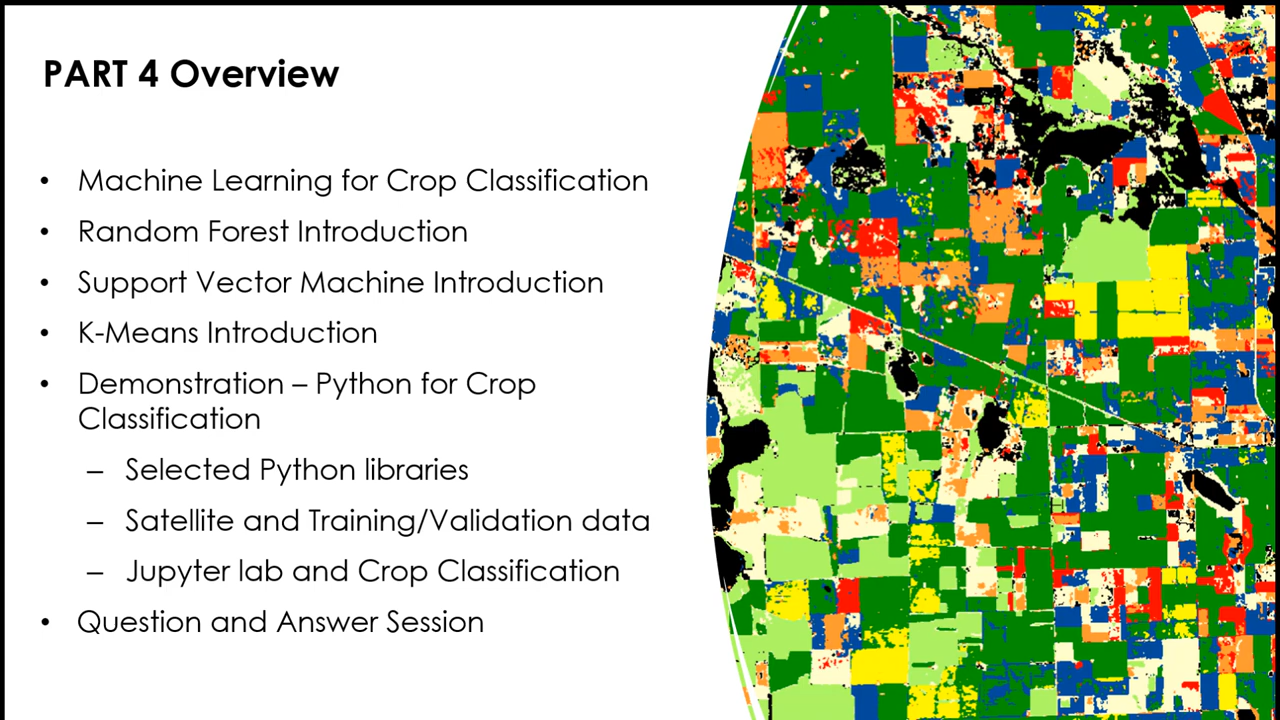 PART 4 Overview
• Machine Learning for Crop Classification
• Random Forest Introduction
• Support Vector Machine Introduction
• K-Means Introduction
• Demonstration – Python for Crop
Classification
– Selected Python libraries
– Satellite and Training/Validation data
– Jupyter lab and Crop Classification
• Question and Answer Session